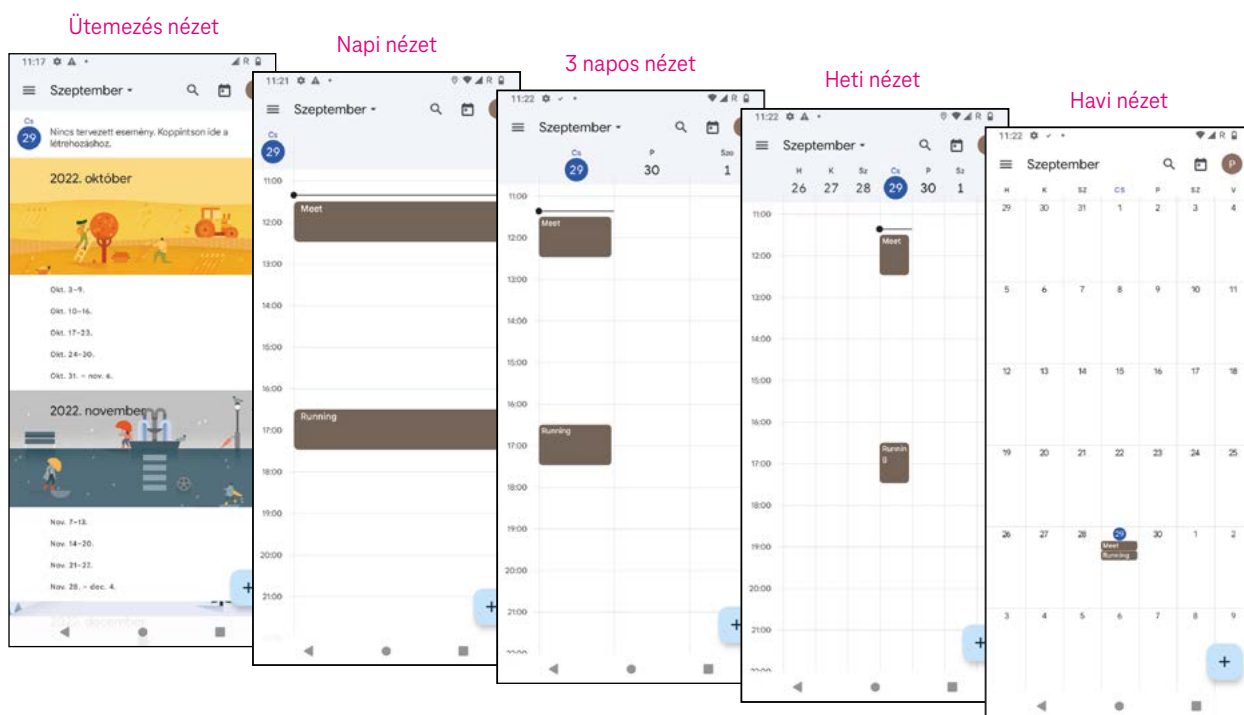 Ütemezés nézet
11:17
R
Szeptember
Cs
29
Nincs tervezett esemény. Koppintson ide a
létrehozáshoz.
2022. október
Okt. 3–9.
Okt. 10–16.
Okt. 17–23.
Okt. 24–30.
Okt. 31. – nov. 6.
2022. november
Nov. 7–13.
Nov. 14–20.
Nov. 21–27.
Nov. 28. – dec. 4.
2022. december
Napi nézet
11:21
R
Szeptember
Cs
29
11:00
Meet
12:00
13:00
14:00
15:00
16:00
Running
17:00
18:00
19:00
20:00
21:00
3 napos nézet
11:22
R
Szeptember
Cs P Szo
29 30 1
11:00
Meet
12:00
13:00
14:00
15:00
16:00
Running
17:00
18:00
19:00
20:00
21:00
22:00
Heti nézet
11:22
R
Szeptember
H K Sz Cs P Sz
26 27 28 29 30 1
11:00
Meet
12:00
13:00
14:00
15:00
16:00
Runnin
g
17:00
18:00
19:00
20:00
21:00
22:00
Havi nézet
11:22
R
Szeptember
P
H K SZ CS P SZ V
29 30 31 1 2 3 4
5 6 7 8 9 10 11
12 13 14 15 16 17 18
19 20 21 22 23 24 25
26 27 28 29 30 1 2
Meet
Running
3 4 5 6 7 8 9